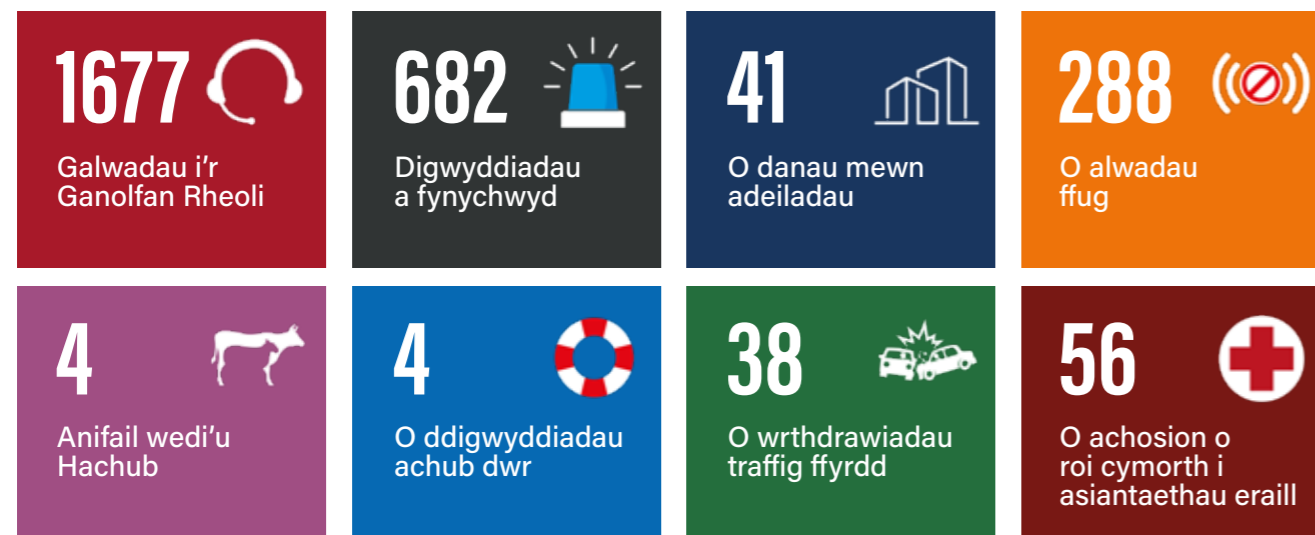 1677
Galwadau i'r
Ganolfan Rheoli
682
Digwyddiadau
a fynychwyd
41
O danau mewn
adeiladau
288
O alwadau
ffug
4
Anifail wedi'u
Hachub
4
O ddigwyddiadau
achub dwr
38
O wrthdrawiadau
traffig ffyrdd
56
O achosion o
roi cymorth i
asiantaethau eraill